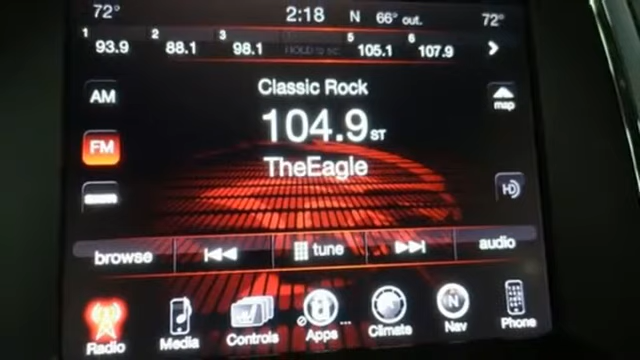 72° 2:18 N 66° out. 72°
1 93.9 2 88.1 3 98.1 HOLD to SET 5 105.1 6 107.9
Classic Rock
AM
map
104.9 ST
FM
TheEagle
HD
browse tune audio
Radio Media Controls Apps ... Climate Nav Phone